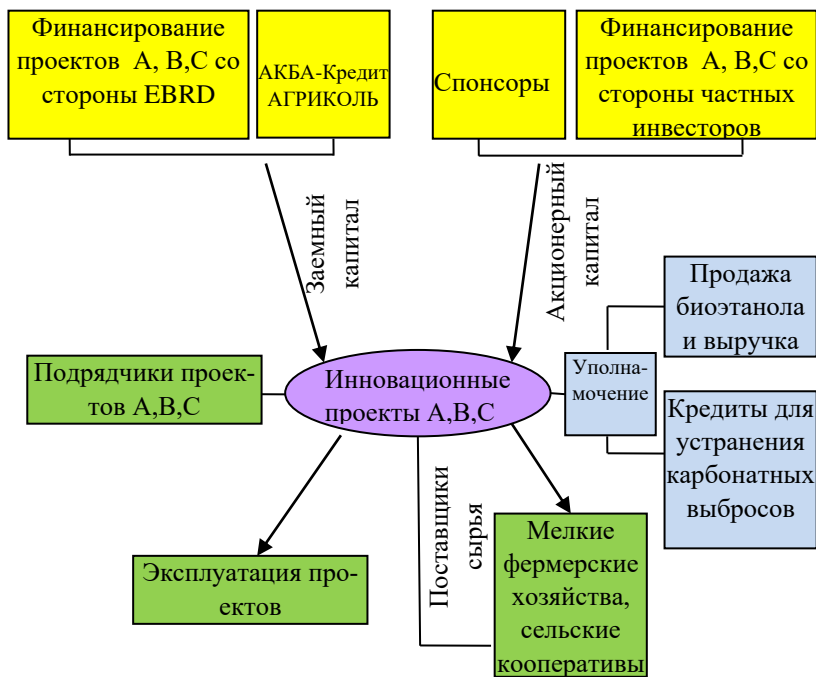 Финансирование
проектов А, В,С со
стороны EBRD
АКБА-Кредит
АГРИКОЛЬ
Спонсоры
Финансирование
проектов А, В,С со
стороны частных
инвесторов
Заемный
капитал
Акционерный
капитал
Продажа
биоэтанола
и выручка
Подрядчики проек-
тов А,В,С
Инновационные
проекты А,В,С
Уполна-
мочение
Кредиты для
устранения
карбонатных
выбросов
Поставщики
сырья
Эксплуатация про-
ектов
Мелкие
фермерские
хозяйства,
сельские
кооперативы